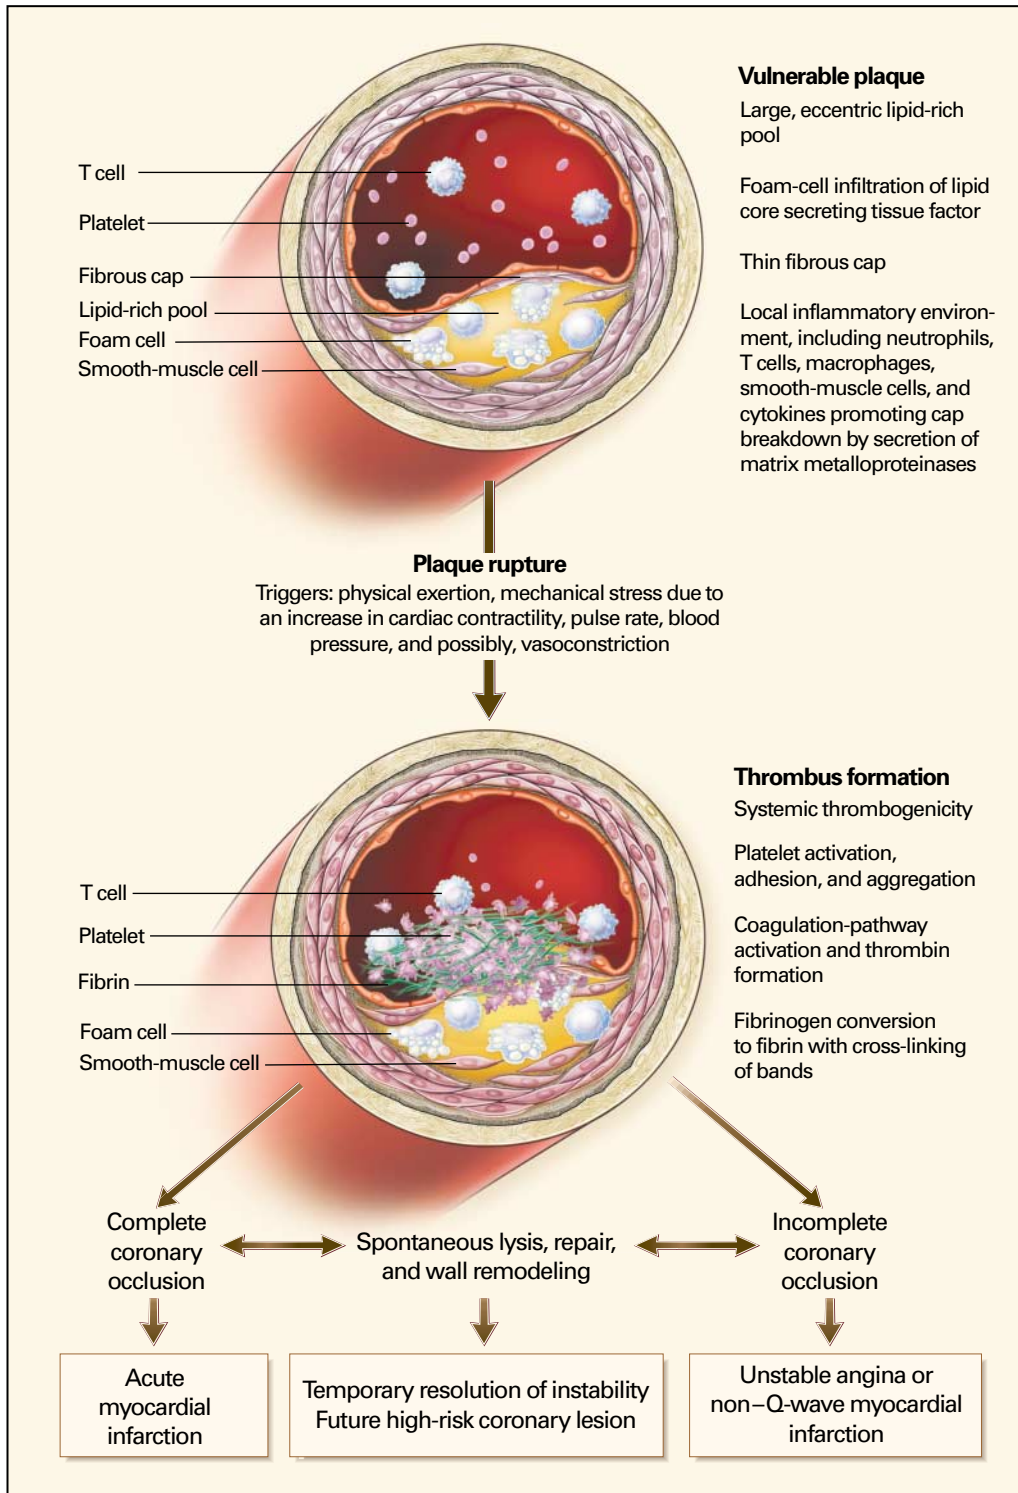 Vulnerable plaque
Large, eccentric lipid-rich
pool
Foam-cell infiltration of lipid
core secreting tissue factor
Thin fibrous cap
Local inflammatory environ-
ment, including neutrophils,
T cells, macrophages,
smooth-muscle cells, and
cytokines promoting cap
breakdown by secretion of
matrix metalloproteinases
T cell
Platelet
Fibrous cap
Lipid-rich pool
Foam cell
Smooth-muscle cell
Plaque rupture
Triggers: physical exertion, mechanical stress due to
an increase in cardiac contractility, pulse rate, blood
pressure, and possibly, vasoconstriction
Thrombus formation
Systemic thrombogenicity
Platelet activation,
adhesion, and aggregation
Coagulation-pathway
activation and thrombin
formation
Fibrinogen conversion
to fibrin with cross-linking
of bands
T cell
Platelet
Fibrin
Foam cell
Smooth-muscle cell
Complete
coronary
occlusion
Spontaneous lysis, repair,
and wall remodeling
Incomplete
coronary
occlusion
Acute
myocardial
infarction
Temporary resolution of instability
Future high-risk coronary lesion
Unstable angina or
non–Q-wave myocardial
infarction